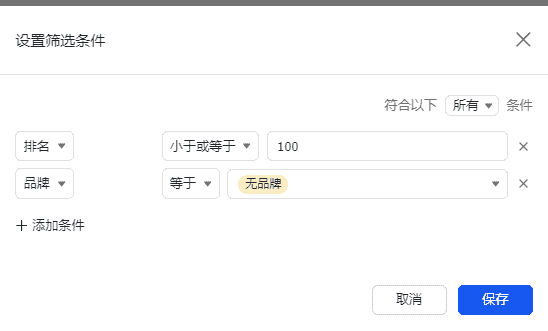 设置筛选条件
符合以下 所有 条件
排名 小于或等于 100
品牌 等于 无品牌
添加条件
取消 保存